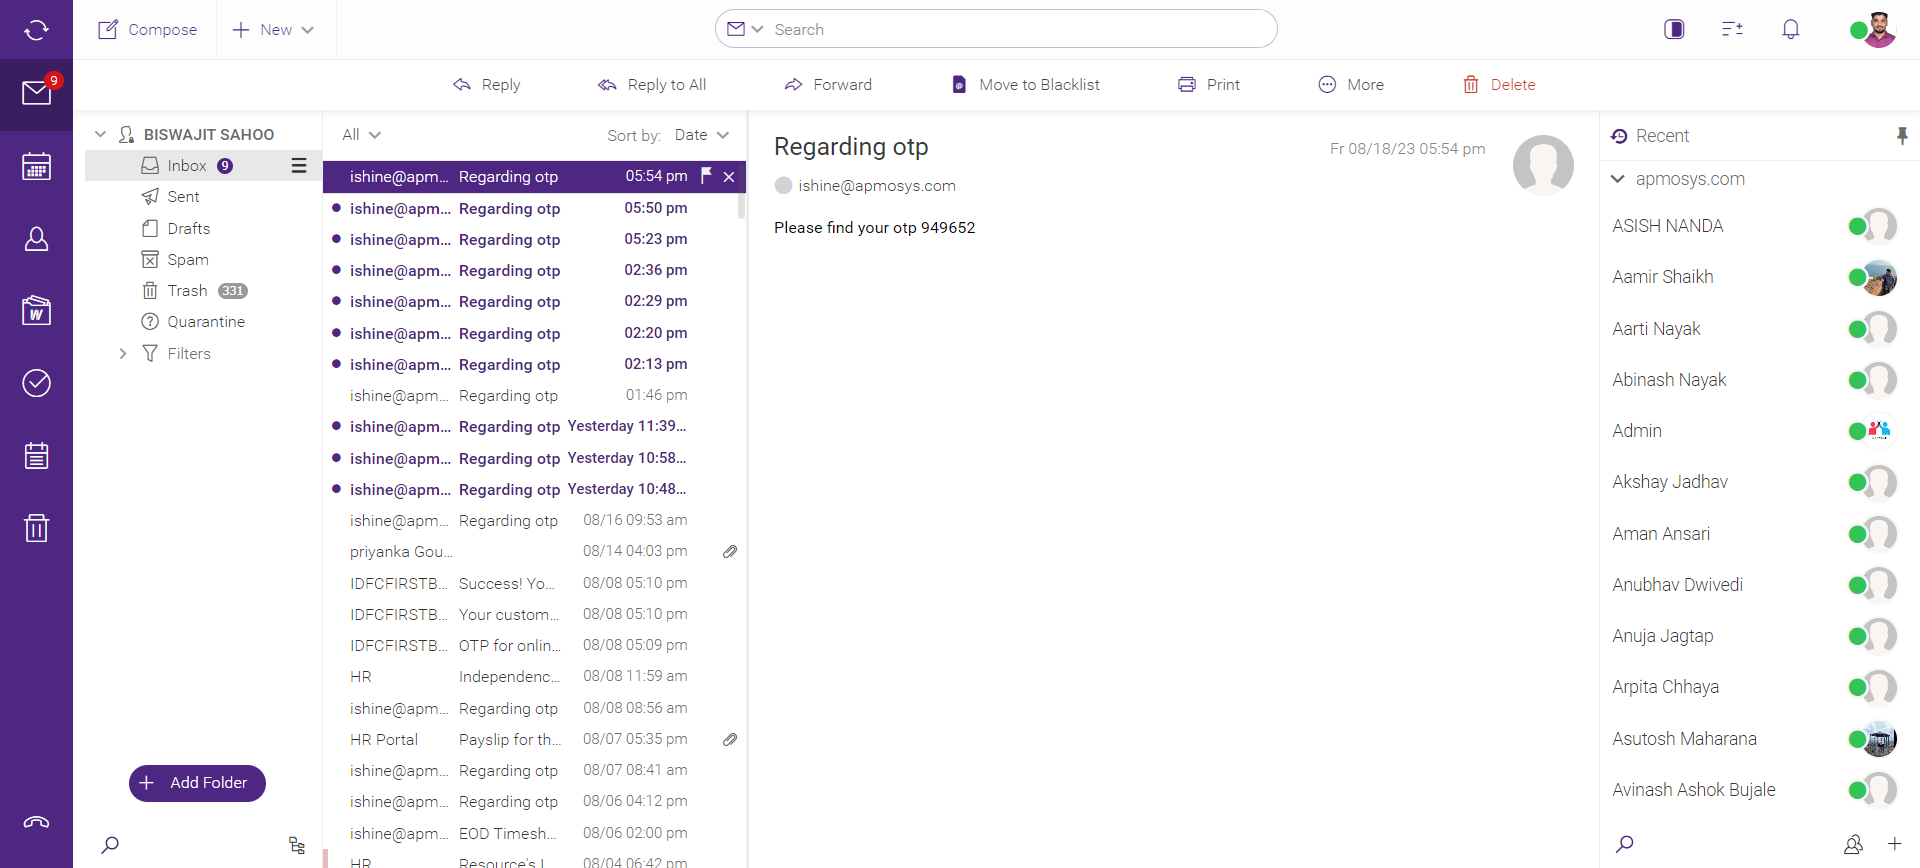 Compose
New
Search
9
Reply
Reply to All
Forward
Move to Blacklist
Print
More
Delete
BISWAJIT SAHOO
Inbox 9
Sent
Drafts
Spam
Trash 331
Quarantine
Filters
Add Folder
All
Sort by: Date
ishine@apm... Regarding otp 05:54 pm
ishine@apm... Regarding otp 05:50 pm
ishine@apm... Regarding otp 05:23 pm
ishine@apm... Regarding otp 02:36 pm
ishine@apm... Regarding otp 02:29 pm
ishine@apm... Regarding otp 02:20 pm
ishine@apm... Regarding otp 02:13 pm
ishine@apm... Regarding otp 01:46 pm
ishine@apm... Regarding otp Yesterday 11:39...
ishine@apm... Regarding otp Yesterday 10:58...
ishine@apm... Regarding otp Yesterday 10:48...
ishine@apm... Regarding otp 08/16 09:53 am
priyanka Gou... 08/14 04:03 pm
IDFCFIRSTB... Success! Yo... 08/08 05:10 pm
IDFCFIRSTB... Your custom... 08/08 05:10 pm
IDFCFIRSTB... OTP for onlin... 08/08 05:09 pm
HR Independenc... 08/08 11:59 am
ishine@apm... Regarding otp 08/08 08:56 am
HR Portal Payslip for th... 08/07 05:35 pm
ishine@apm... Regarding otp 08/07 08:41 am
ishine@apm... Regarding otp 08/06 04:12 pm
ishine@apm... EOD Timesh... 08/06 02:00 pm
HR Resource's L... 08/04 06:42 pm
Regarding otp
Fr 08/18/23 05:54 pm
ishine@apmosys.com
Please find your otp 949652
Recent
apmosys.com
ASISH NANDA
Aamir Shaikh
Aarti Nayak
Abinash Nayak
Admin
Akshay Jadhav
Aman Ansari
Anubhav Dwivedi
Anuja Jagtap
Arpita Chhaya
Asutosh Maharana
Avinash Ashok Bujale